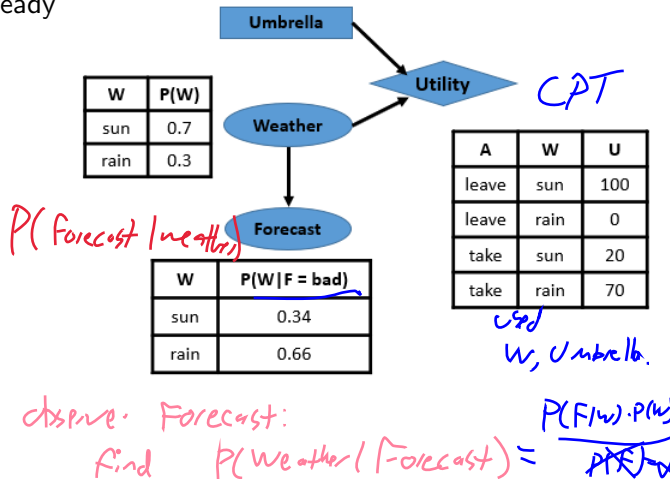 eady
Umbrella
Utility
CPT
W P(W)
sun 0.7
rain 0.3
Weather
A W U
leave sun 100
leave rain 0
take sun 20
take rain 70
P(Forecast | weather)
Forecast
W P(W|F = bad)
sun 0.34
rain 0.66
used
W, Umbrella.
observe. Forecast:
find P(Weather | Forecast) = P(F|W)·P(W)
P(F)